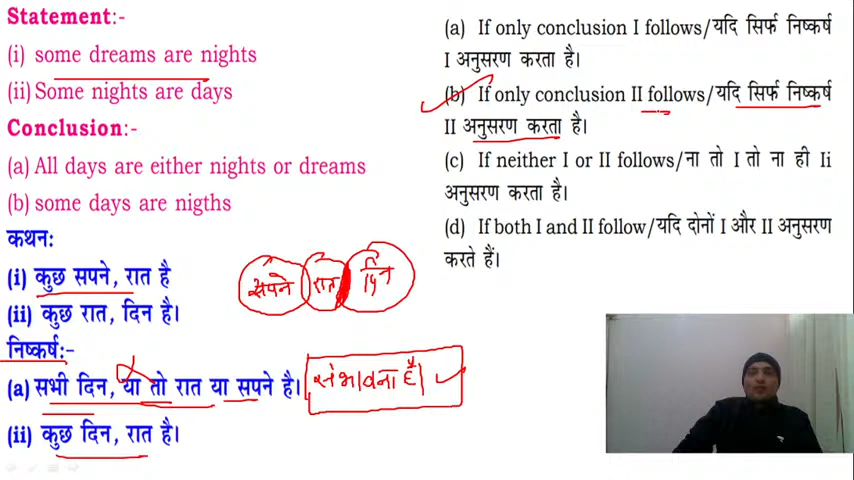 Statement:-
(i) some dreams are nights
(ii) Some nights are days
Conclusion:-
(a) All days are either nights or dreams
(b) some days are nigths
कथन:
(i) कुछ सपने, रात है
(ii) कुछ रात, दिन है।
निष्कर्ष:-
(a) सभी दिन, या तो रात या सपने है।
(ii) कुछ दिन, रात है।
सपने रात दिन
संभावना है।
(a) If only conclusion I follows/यदि सिर्फ निष्कर्ष
I अनुसरण करता है।
(b) If only conclusion II follows/यदि सिर्फ निष्कर्ष
II अनुसरण करता है।
(c) If neither I or II follows/ना तो I तो ना ही Ii
अनुसरण करता है।
(d) If both I and II follow/यदि दोनों I और II अनुसरण
करते हैं।